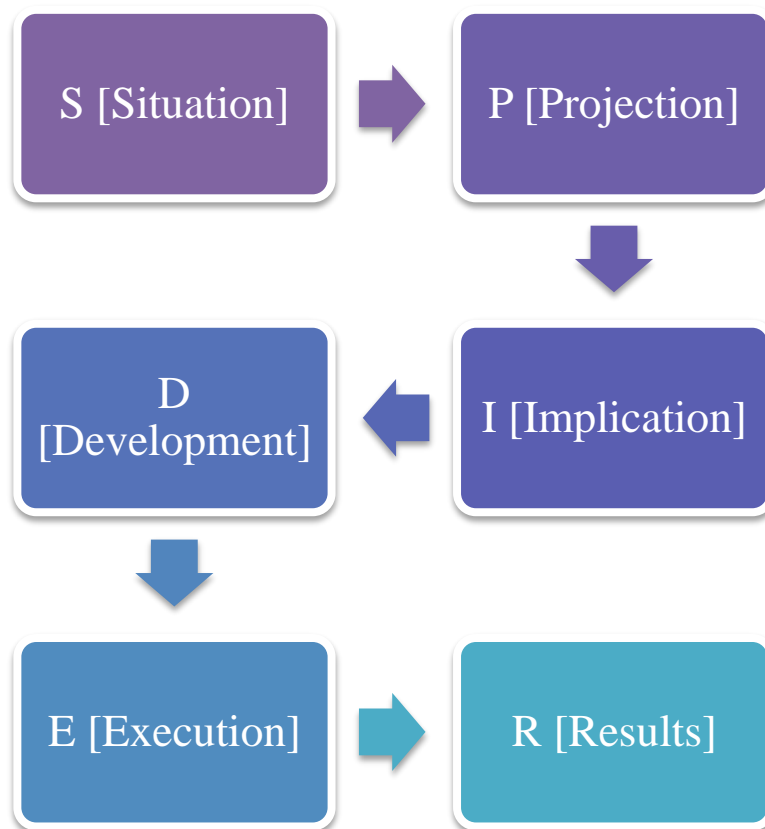 S [Situation]
P [Projection]
I [Implication]
D
[Development]
E [Execution]
R [Results]